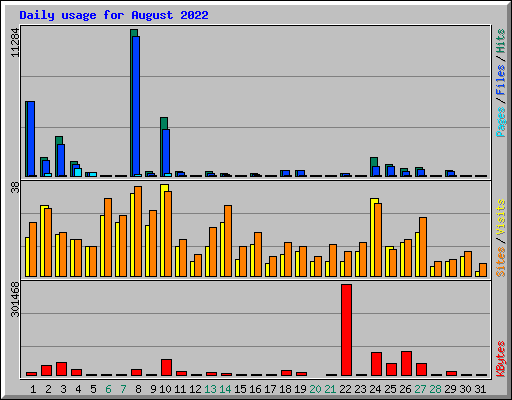 Daily usage for August 2022
11284
Pages / Files / Hits
38
Sites / Visits
301468
KBytes
1 2 3 4 5 6 7 8 9 10 11 12 13 14 15 16 17 18 19 20 21 22 23 24 25 26 27 28 29 30 31